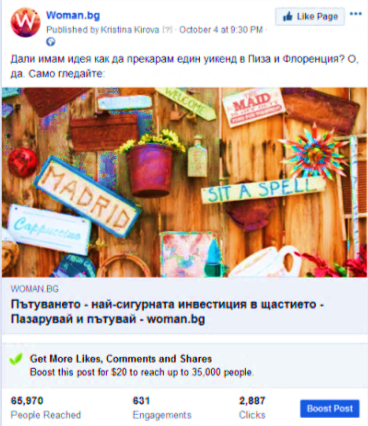 Woman.bg
Like Page
Published by Kristina Kirova [?] · October 4 at 9:30 PM ·
Дали имам идея как да прекарам един уикенд в Пиза и Флоренция? О,
да. Само гледайте:
WELCOME
THE
MAID
MADRID
SIT A SPELL
Cappuccino
WOMAN.BG
Пътуването - най-сигурната инвестиция в щастието -
Пазарувай и пътувай - woman.bg
Get More Likes, Comments and Shares
Boost this post for $20 to reach up to 35,000 people.
65,970
People Reached
631
Engagements
2,887
Clicks
Boost Post